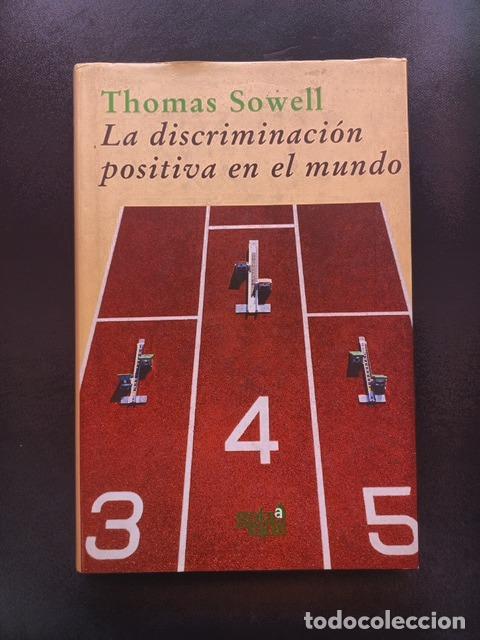 Thomas Sowell
La discriminación
positiva en el mundo
4
3
5
todocoleccion